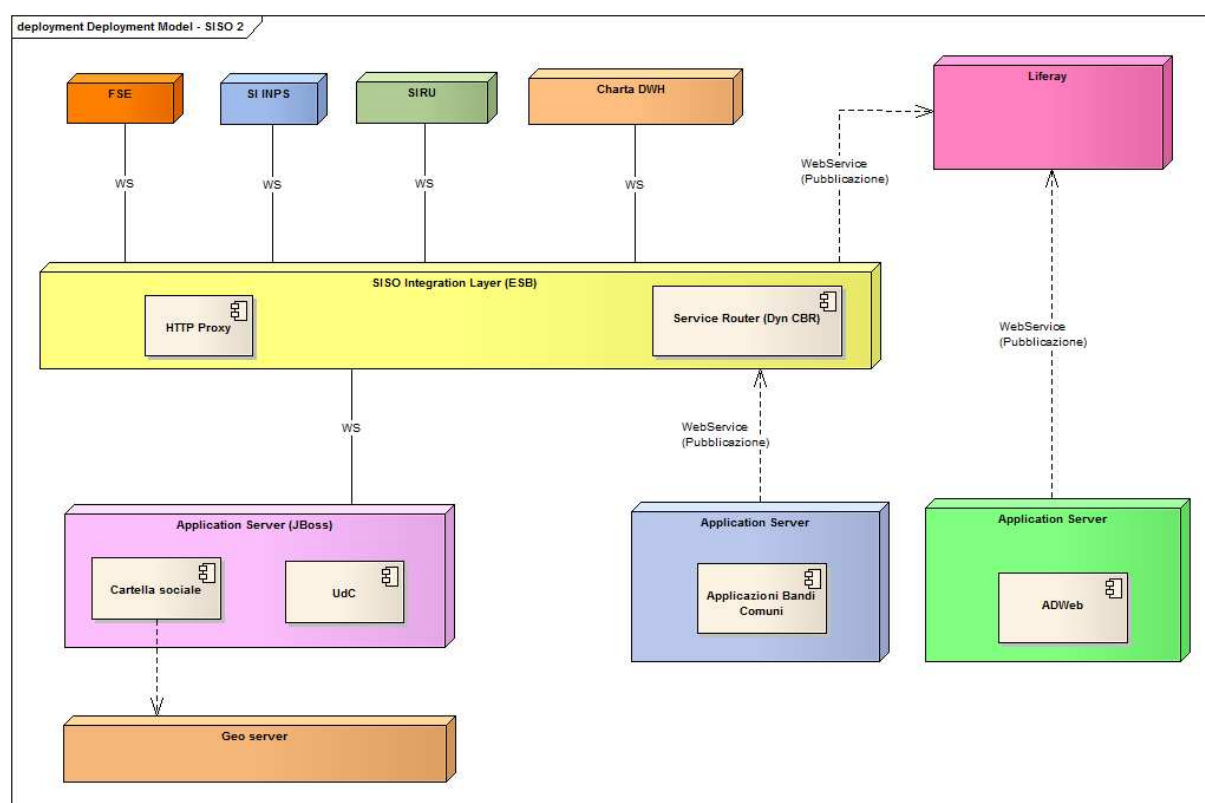 deployment Deployment Model - SISO 2
FSE
SI INPS
SIRU
Charta DWH
Liferay
WebService
(Pubblicazione)
WS
WS
WS
WS
SISO Integration Layer (ESB)
HTTP Proxy
Service Router (Dyn CBR)
WebService
(Pubblicazione)
WS
WebService
(Pubblicazione)
Application Server (JBoss)
Cartella sociale
UdC
Application Server
Applicazioni Bandi
Comuni
Application Server
ADWeb
Geo server